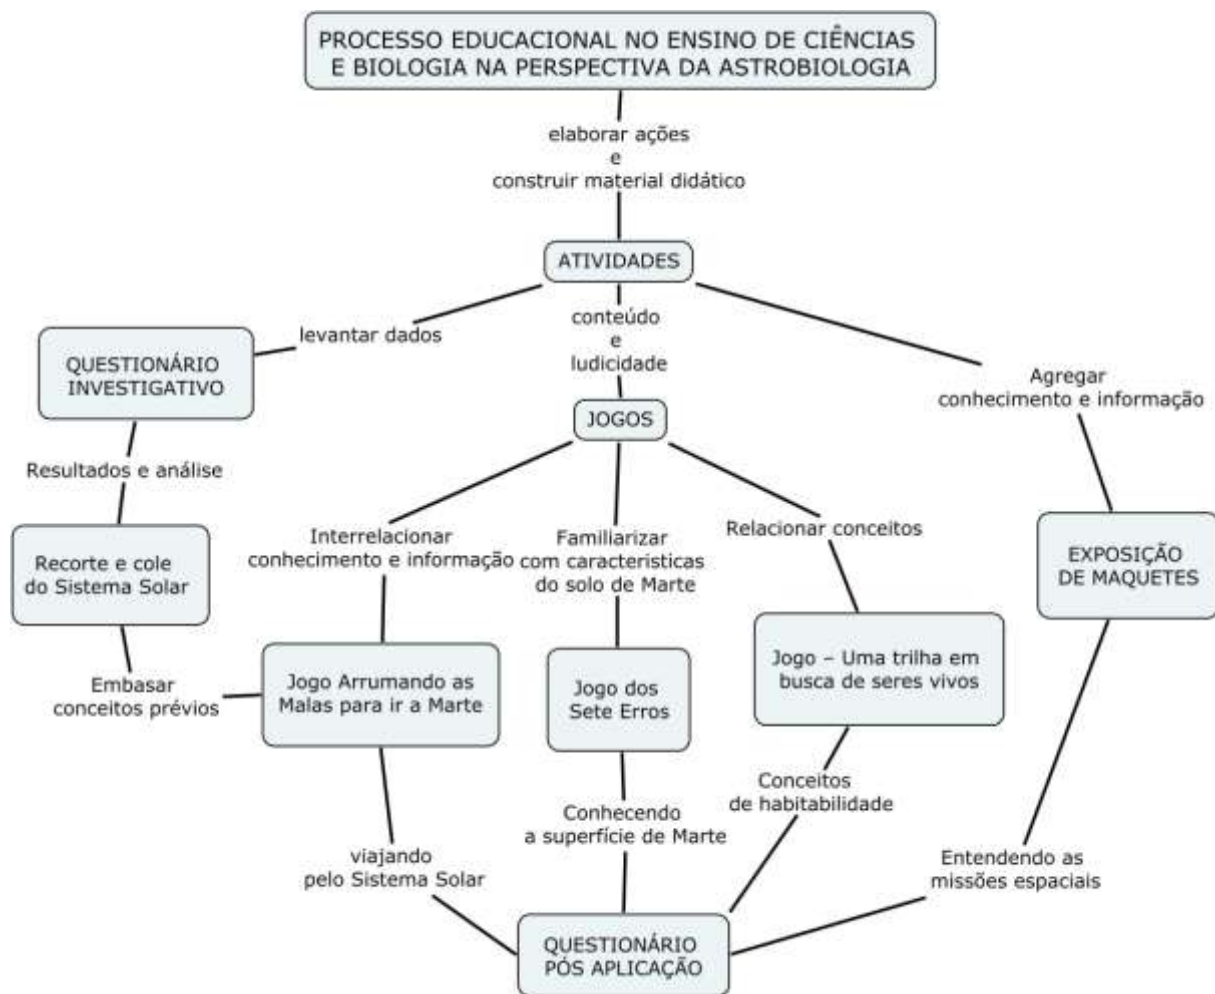 PROCESSO EDUCACIONAL NO ENSINO DE CIÊNCIAS
E BIOLOGIA NA PERSPECTIVA DA ASTROBIOLOGIA
elaborar ações
e
construir material didático
ATIVIDADES
levantar dados
conteúdo
e
ludicidade
Agregar
conhecimento e informação
QUESTIONÁRIO
INVESTIGATIVO
JOGOS
Resultados e análise
Interrelacionar
conhecimento e informação
Familiarizar
com caracteristicas
do solo de Marte
Relacionar conceitos
Recorte e cole
do Sistema Solar
EXPOSIÇÃO
DE MAQUETES
Embasar
conceitos prévios
Jogo Arrumando as
Malas para ir a Marte
Jogo dos
Sete Erros
Jogo – Uma trilha em
busca de seres vivos
viajando
pelo Sistema Solar
Conhecendo
a superfície de Marte
Conceitos
de habitabilidade
Entendendo as
missões espaciais
QUESTIONÁRIO
PÓS APLICAÇÃO